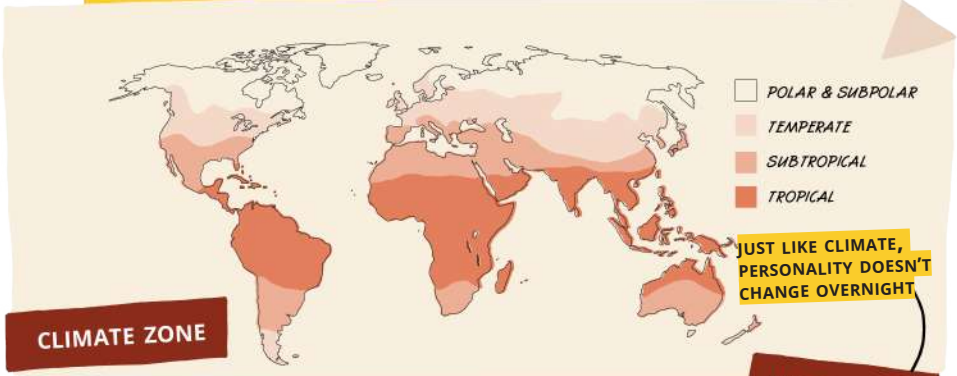 POLAR & SUBPOLAR
TEMPERATE
SUBTROPICAL
TROPICAL
JUST LIKE CLIMATE,
PERSONALITY DOESN'T
CHANGE OVERNIGHT
CLIMATE ZONE